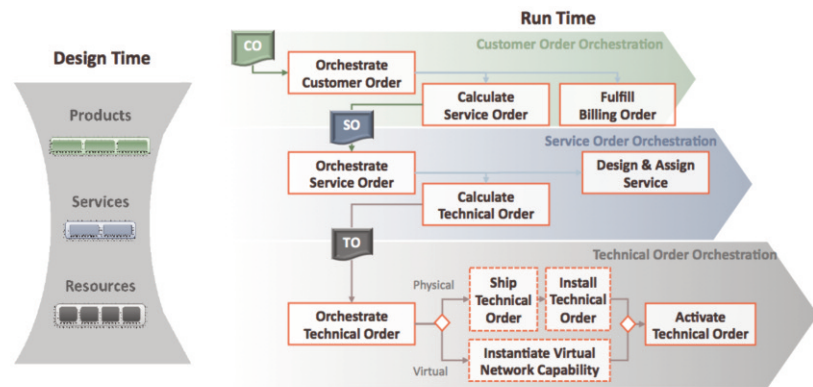 Design Time
Products
Services
Resources
Run Time
Customer Order Orchestration
CO
Orchestrate
Customer Order
Calculate
Service Order
Fulfill
Billing Order
Service Order Orchestration
SO
Orchestrate
Service Order
Design & Assign
Service
Calculate
Technical Order
Technical Order Orchestration
TO
Orchestrate
Technical Order
Physical
Ship
Technical
Order
Install
Technical
Order
Activate
Technical Order
Virtual
Instantiate Virtual
Network Capability